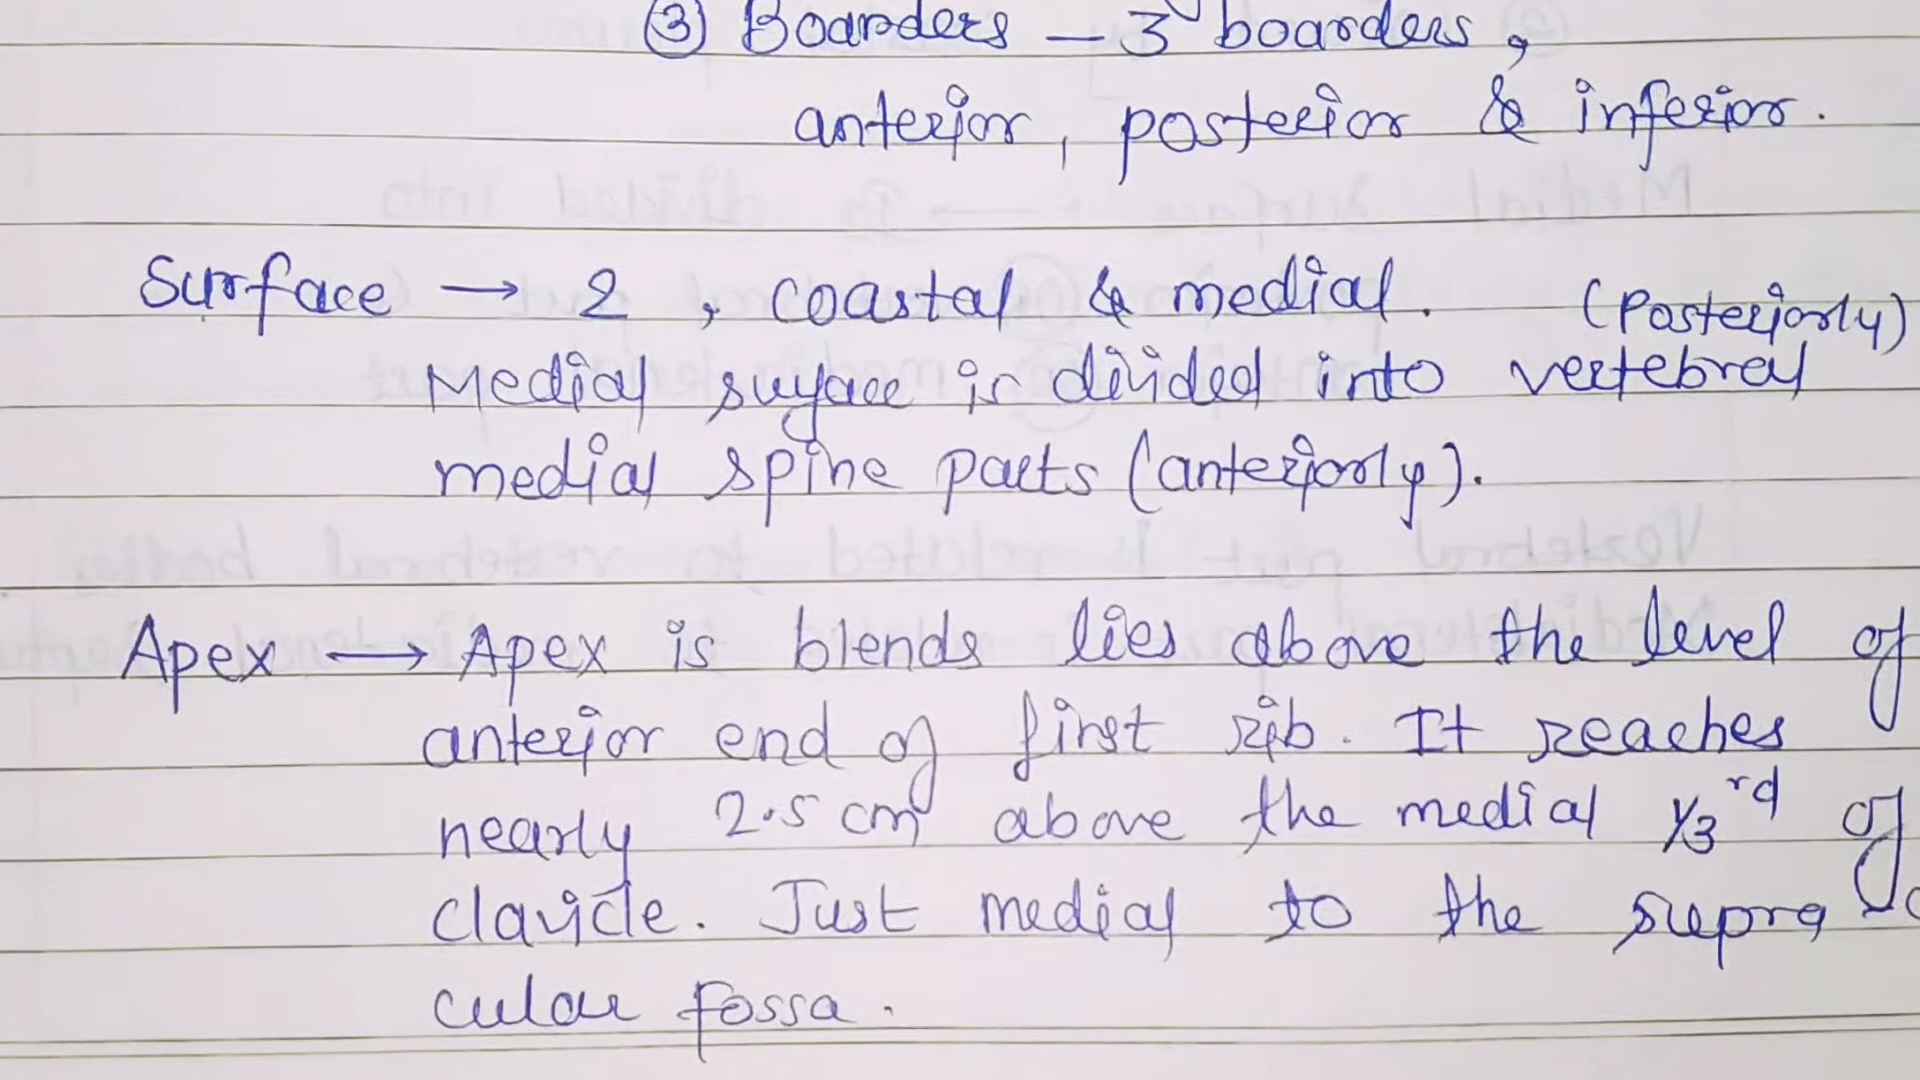 ③ Boarders - 3 boarders,
anterior, posterior & inferior.
Surface → 2, coastal & medial. (Posteriorly)
Medial surface is divided into vertebral
medial spine parts (anteriorly).
Apex → Apex is blends lies above the level of
anterior end of first rib. It reaches
nearly 2.5 cm above the medial 1/3rd of
clavicle. Just medial to the supra
cular fossa.